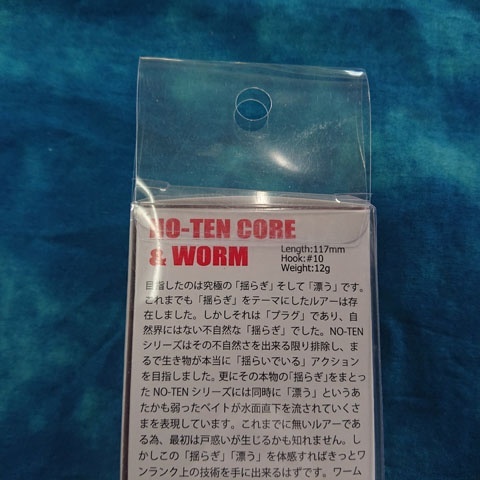 NO-TEN CORE
& WORM
Length:117mm
Hook:#10
Weight:12g
目指したのは究極の「揺らぎ」そして「漂う」です。
これまでも「揺らぎ」をテーマにしたルアーは存
在しました。しかしそれは「プラグ」であり、自
然界にはない不自然な「揺らぎ」でした。NO-TEN
シリーズはその不自然さを出来る限り排除し、ま
るで生き物が本当に「揺らいでいる」アクション
を目指しました。更にその本物の「揺らぎ」をまとっ
た NO-TEN シリーズには同時に「漂う」というあ
たかも弱ったベイトが水面直下を流されていくさ
まを表現しています。これまでに無いルアーであ
る為、最初は戸惑いが生じるかも知れません。し
かしこの「揺らぎ」「漂う」を体感すればきっとワ
ンランク上の技術を手に出来るはずです。ワーム